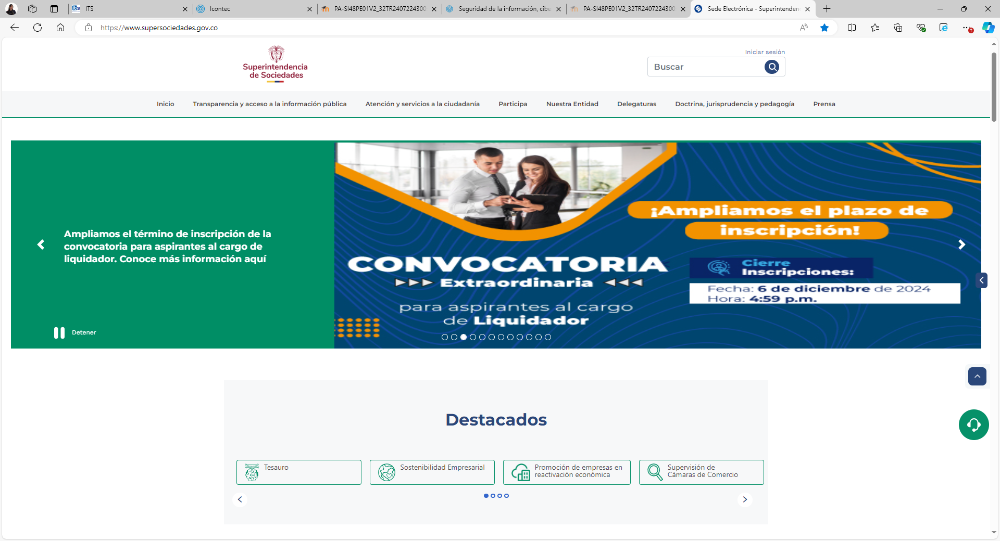 ITS
Icontec
PA-SI48PE01V2_32TR2407224300
Seguridad de la información, cibe
PA-SI48PE01V2_32TR2407224300
Sede Electrónica - Superintenden
https://www.supersociedades.gov.co
Superintendencia
de Sociedades
Iniciar sesión
Buscar
Inicio
Transparencia y acceso a la información pública
Atención y servicios a la ciudadanía
Participa
Nuestra Entidad
Delegaturas
Doctrina, jurisprudencia y pedagogía
Prensa
Ampliamos el término de inscripción de la
convocatoria para aspirantes al cargo de
liquidador. Conoce más información aquí
Detener
CONVOCATORIA
Extraordinaria
para aspirantes al cargo
de Liquidador
¡Ampliamos el plazo de
inscripción!
Cierre
Inscripciones:
Fecha: 6 de diciembre de 2024
Hora: 4:59 p.m.
Destacados
Tesauro
Sostenibilidad Empresarial
Promoción de empresas en
reactivación económica
Supervisión de
Cámaras de Comercio